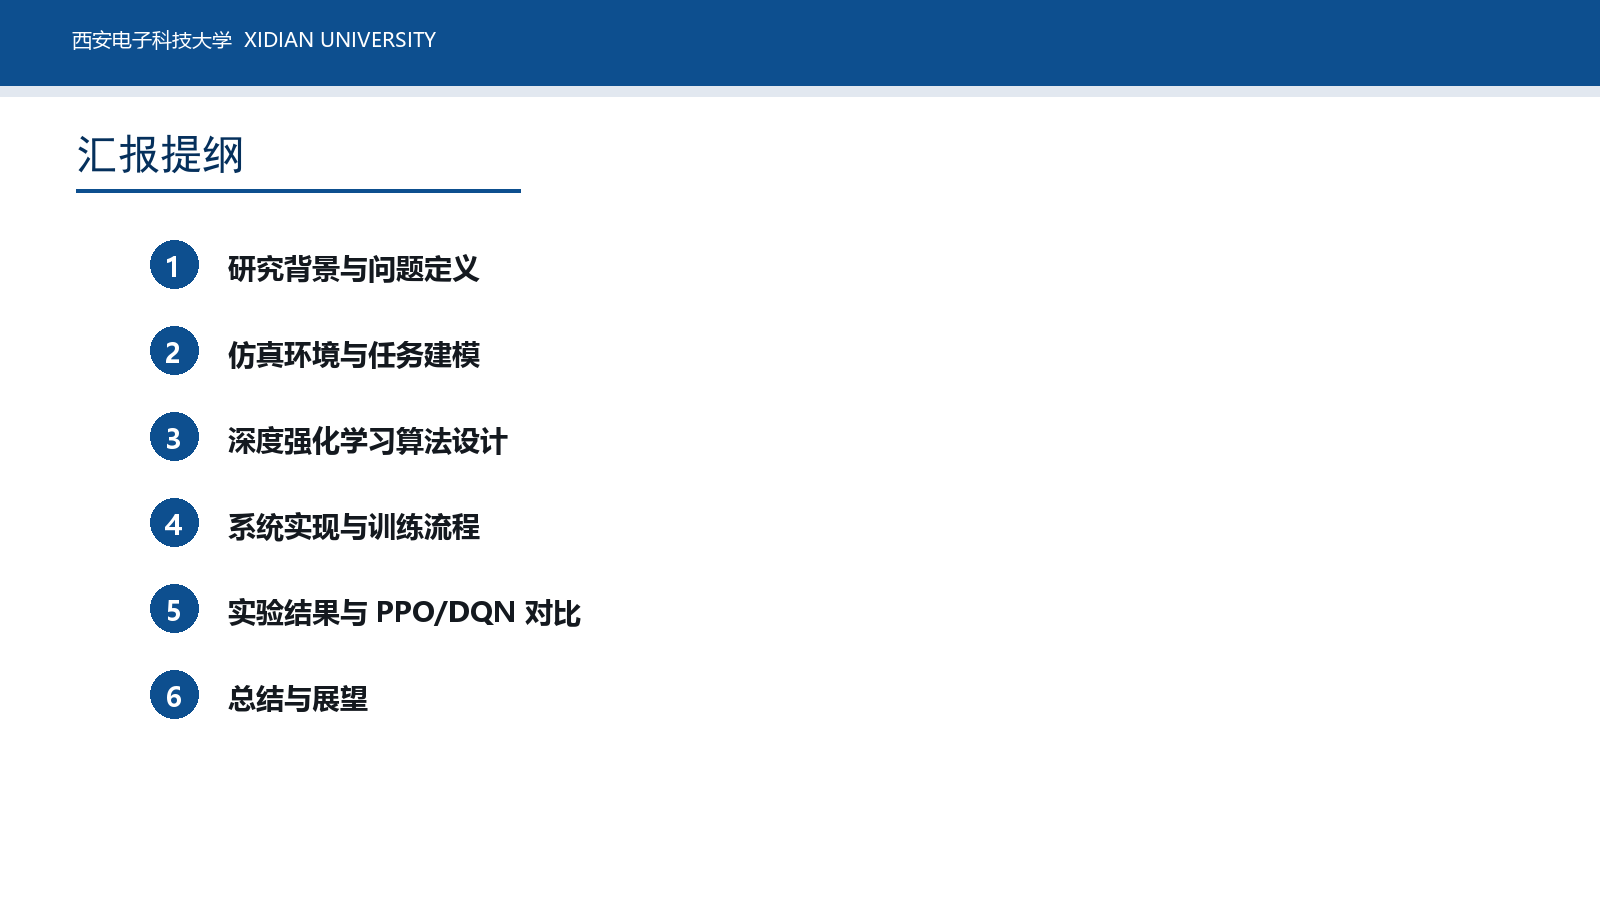 西安电子科技大学 XIDIAN UNIVERSITY
汇报提纲
1 研究背景与问题定义
2 仿真环境与任务建模
3 深度强化学习算法设计
4 系统实现与训练流程
5 实验结果与 PPO/DQN 对比
6 总结与展望